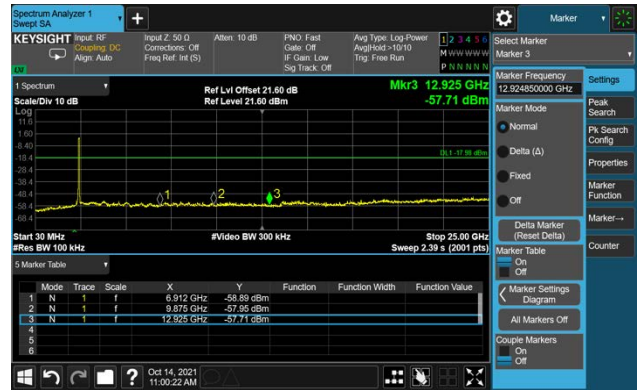 Spectrum Analyzer 1
Swept SA
Marker
KEYSIGHT
Input: RF
Coupling: DC
Align: Auto
Input Z: 50 Ω
Corrections: Off
Freq Ref: Int (S)
Atten: 10 dB
PNO: Fast
Gate: Off
IF Gain: Low
Sig Track: Off
Avg Type: Log-Power
Avg|Hold:>10/10
Trig: Free Run
1 2 3 4 5 6
M W W W W W
P N N N N N
Select Marker
Marker 3
1 Spectrum
Scale/Div 10 dB
Ref Lvl Offset 21.60 dB
Ref Level 21.60 dBm
Mkr3 12.925 GHz
-57.71 dBm
Log
11.6
1.60
-8.40
-18.4
-28.4
-38.4
-48.4
-58.4
-68.4
DL1 -17.98 dBm
1
2
3
Start 30 MHz
#Res BW 100 kHz
#Video BW 300 kHz
Stop 25.00 GHz
Sweep 2.39 s (2001 pts)
5 Marker Table
Mode Trace Scale X Y Function Function Width Function Value
1 N 1 f 6.912 GHz -58.89 dBm
2 N 1 f 9.875 GHz -57.95 dBm
3 N 1 f 12.925 GHz -57.71 dBm
4
5
6
Marker Frequency
12.924850000 GHz
Marker Mode
Normal
Delta (Δ)
Fixed
Off
Delta Marker
(Reset Delta)
Marker Table
On
Off
Marker Settings
Diagram
All Markers Off
Couple Markers
On
Off
Settings
Peak
Search
Pk Search
Config
Properties
Marker
Function
Marker→
Counter
?
Oct 14, 2021
11:00:22 AM